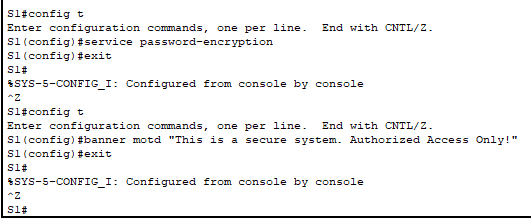 S1#config t
Enter configuration commands, one per line.  End with CNTL/Z.
S1(config)#service password-encryption
S1(config)#exit
S1#
%SYS-5-CONFIG_I: Configured from console by console
^Z
S1#config t
Enter configuration commands, one per line.  End with CNTL/Z.
S1(config)#banner motd "This is a secure system. Authorized Access Only!"
S1(config)#exit
S1#
%SYS-5-CONFIG_I: Configured from console by console
^Z
S1#